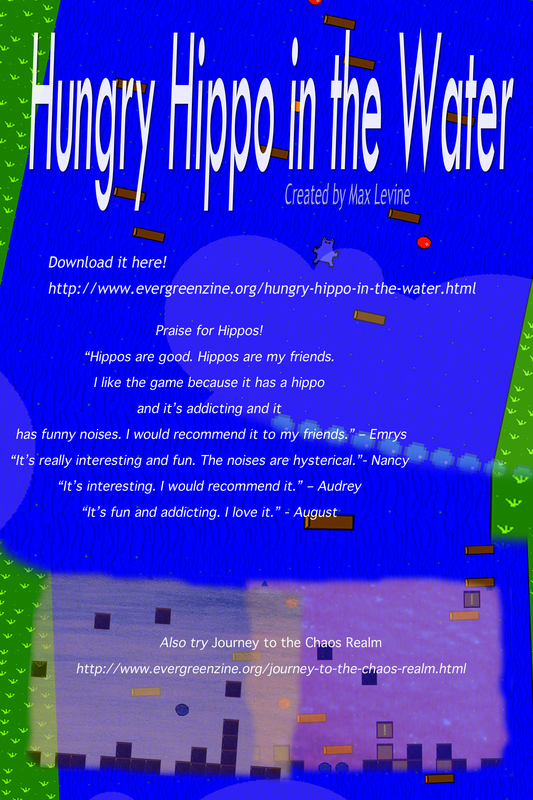 Hungry Hippo in the Water
Created by Max Levine
Download it here!
http://www.evergreenzine.org/hungry-hippo-in-the-water.html
Praise for Hippos!
“Hippos are good. Hippos are my friends.
I like the game because it has a hippo
and it’s addicting and it
has funny noises. I would recommend it to my friends.” – Emrys
“It’s really interesting and fun. The noises are hysterical.”- Nancy
“It’s interesting. I would recommend it.” – Audrey
“It’s fun and addicting. I love it.” - August
Also try Journey to the Chaos Realm
http://www.evergreenzine.org/journey-to-the-chaos-realm.html